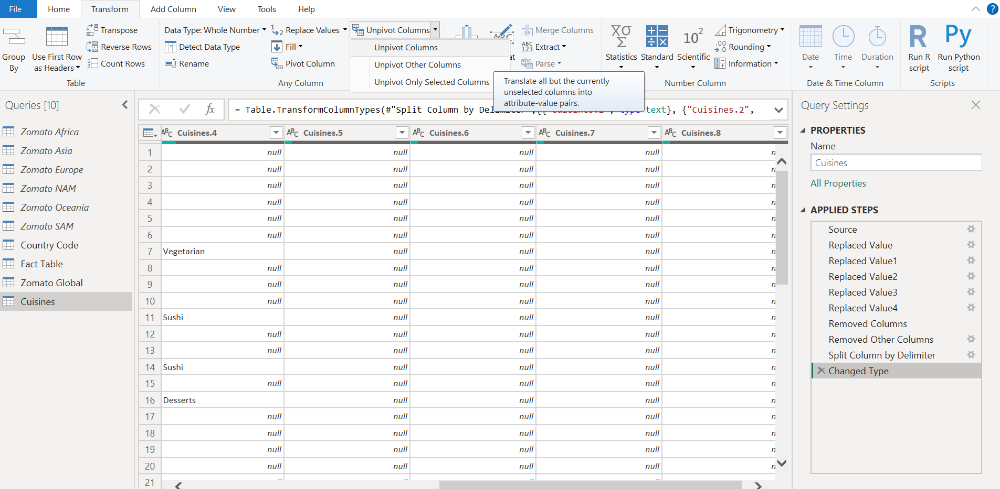 File Home Transform Add Column View Tools Help
Group By
Use First Row as Headers
Transpose
Reverse Rows
Count Rows
Table
Data Type: Whole Number
Detect Data Type
Rename
Replace Values
Fill
Pivot Column
Any Column
Unpivot Columns
Unpivot Columns
Unpivot Other Columns
Unpivot Only Selected Columns
Translate all but the currently
unselected columns into
attribute-value pairs.
Merge Columns
Extract
Parse
Statistics Standard Scientific
Trigonometry
Rounding
Information
Number Column
Date Time Duration
Date & Time Column
Run R script
Run Python script
Scripts
Queries [10]
Zomato Africa
Zomato Asia
Zomato Europe
Zomato NAM
Zomato Oceania
Zomato SAM
Country Code
Fact Table
Zomato Global
Cuisines
fx
= Table.TransformColumnTypes(#"Split Column by Delimiter",{{"Cuisines.1", type text}, {"Cuisines.2",
Cuisines.4 Cuisines.5 Cuisines.6 Cuisines.7 Cuisines.8
1 null null null null n
2 null null null null n
3 null null null null n
4 null null null null n
5 null null null null n
6 null null null null n
7 Vegetarian null null null n
8 null null null null n
9 null null null null n
10 null null null null n
11 Sushi null null null n
12 null null null null n
13 null null null null n
14 Sushi null null null n
15 null null null null n
16 Desserts null null null n
17 null null null null n
18 null null null null n
19 null null null null n
20 null null null null n
21
Query Settings
PROPERTIES
Name
Cuisines
All Properties
APPLIED STEPS
Source
Replaced Value
Replaced Value1
Replaced Value2
Replaced Value3
Replaced Value4
Removed Columns
Removed Other Columns
Split Column by Delimiter
Changed Type